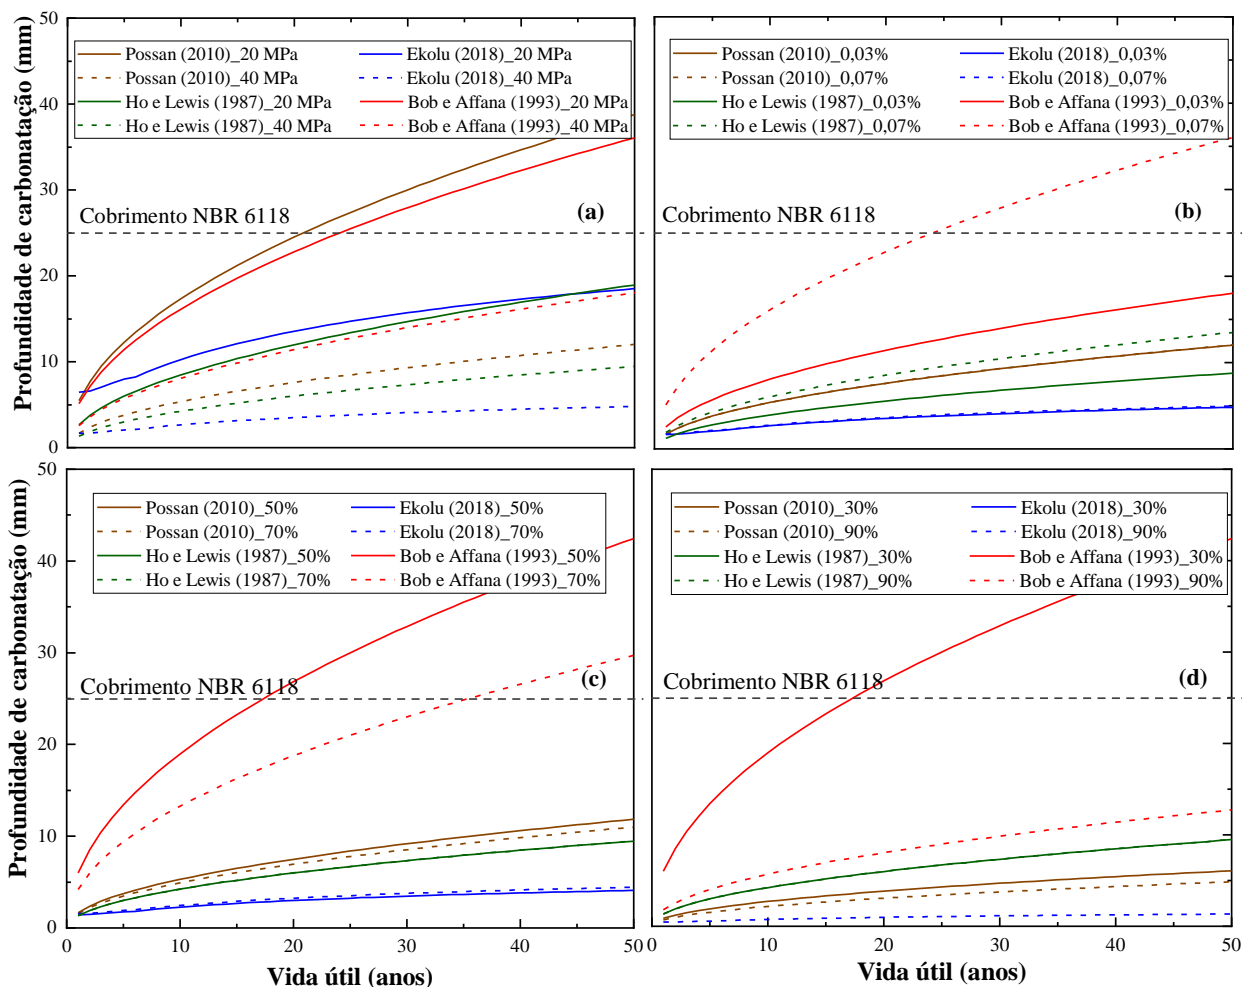 Profundidade de carbonatação (mm)
50
40
30
20
10
0
Possan (2010)_20 MPa
Possan (2010)_40 MPa
Ho e Lewis (1987)_20 MPa
Ho e Lewis (1987)_40 MPa
Ekolu (2018)_20 MPa
Ekolu (2018)_40 MPa
Bob e Affana (1993)_20 MPa
Bob e Affana (1993)_40 MPa
Cobrimento NBR 6118
(a)
Possan (2010)_0,03%
Possan (2010)_0,07%
Ho e Lewis (1987)_0,03%
Ho e Lewis (1987)_0,07%
Ekolu (2018)_0,03%
Ekolu (2018)_0,07%
Bob e Affana (1993)_0,03%
Bob e Affana (1993)_0,07%
Cobrimento NBR 6118
(b)
Profundidade de carbonatação (mm)
50
40
30
20
10
0
Possan (2010)_50%
Possan (2010)_70%
Ho e Lewis (1987)_50%
Ho e Lewis (1987)_70%
Ekolu (2018)_50%
Ekolu (2018)_70%
Bob e Affana (1993)_50%
Bob e Affana (1993)_70%
Cobrimento NBR 6118
(c)
0 10 20 30 40 50
Vida útil (anos)
Possan (2010)_30%
Possan (2010)_90%
Ho e Lewis (1987)_30%
Ho e Lewis (1987)_90%
Ekolu (2018)_30%
Ekolu (2018)_90%
Bob e Affana (1993)_30%
Bob e Affana (1993)_90%
Cobrimento NBR 6118
(d)
0 10 20 30 40 50
Vida útil (anos)